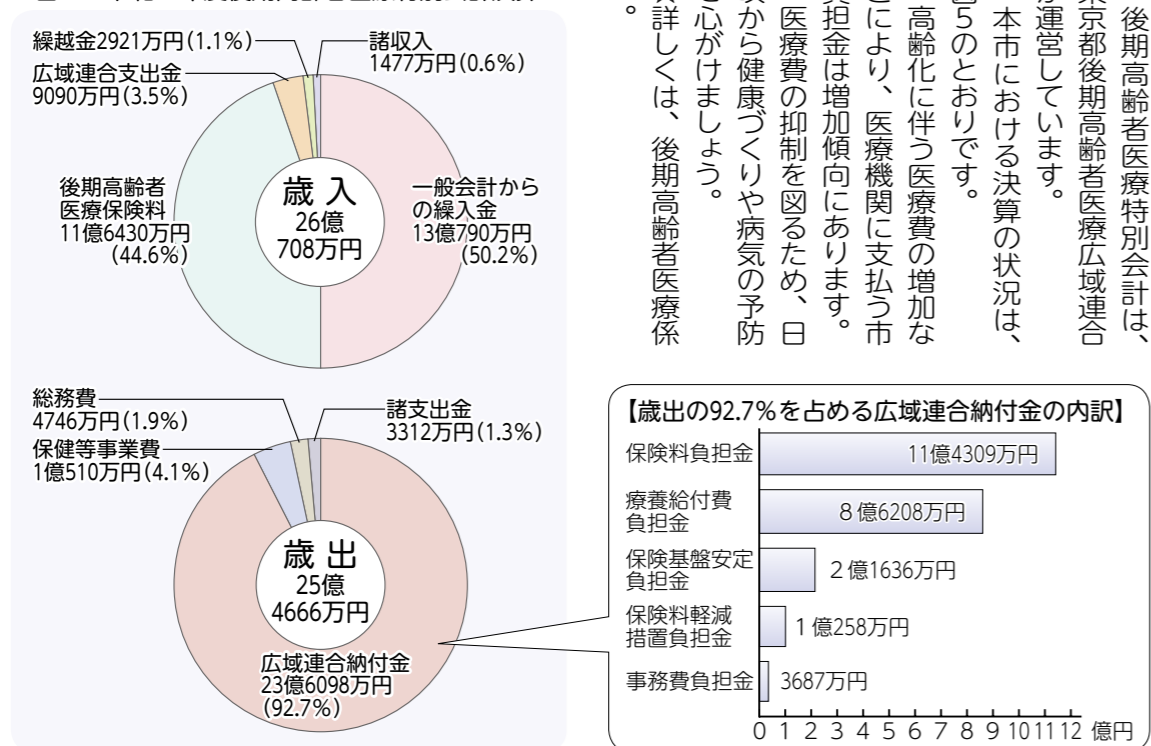 後期高齢者医療特別会計は、
東京都後期高齢者医療広域連合
が運営しています。
本市における決算の状況は、
図5のとおりです。
高齢化に伴う医療費の増加な
どにより、医療機関に支払う市
負担金は増加傾向にあります。
医療費の抑制を図るため、日
頃から健康づくりや病気の予防
を心がけましょう。
詳しくは、後期高齢者医療係
。
繰越金2921万円(1.1%)
諸収入
1477万円(0.6%)
広域連合支出金
9090万円(3.5%)
後期高齢者
医療保険料
11億6430万円
(44.6%)
歳入
26億
708万円
一般会計から
の繰入金
13億790万円
(50.2%)
総務費
4746万円(1.9%)
諸支出金
3312万円(1.3%)
保健等事業費
1億510万円(4.1%)
歳出
25億
4666万円
広域連合納付金
23億6098万円
(92.7%)
【歳出の92.7%を占める広域連合納付金の内訳】
保険料負担金
11億4309万円
療養給付費
負担金
8億6208万円
保険基盤安定
負担金
2億1636万円
保険料軽減
措置負担金
1億258万円
事務費負担金
3687万円
0 1 2 3 4 5 6 7 8 9 10 11 12 億円